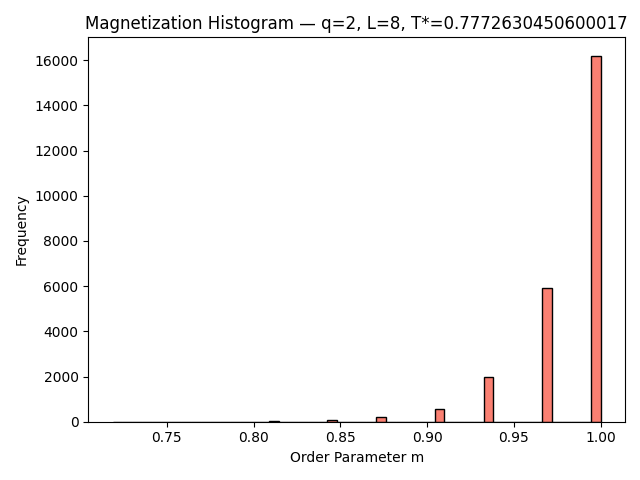 Magnetization Histogram — q=2, L=8, T*=0.7772630450600017
16000
14000
12000
10000
8000
6000
4000
2000
0
Frequency
0.75 0.80 0.85 0.90 0.95 1.00
Order Parameter m